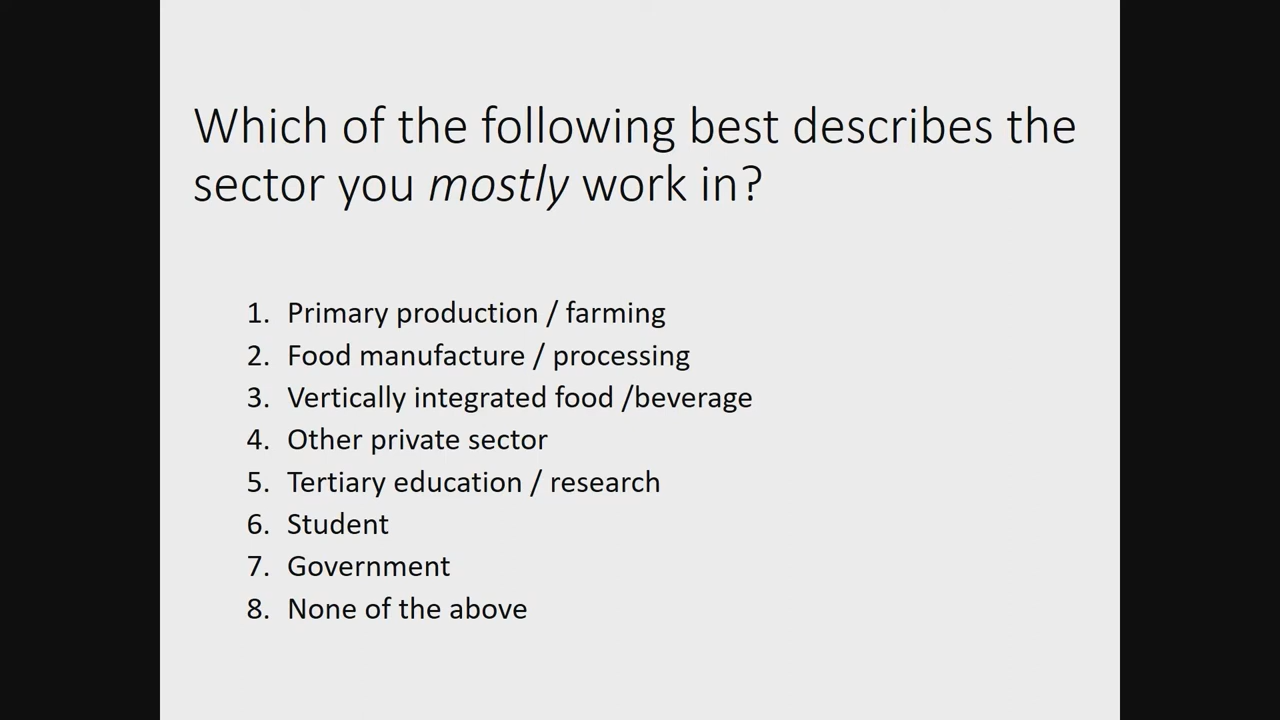 Which of the following best describes the
sector you mostly work in?
1. Primary production / farming
2. Food manufacture / processing
3. Vertically integrated food /beverage
4. Other private sector
5. Tertiary education / research
6. Student
7. Government
8. None of the above